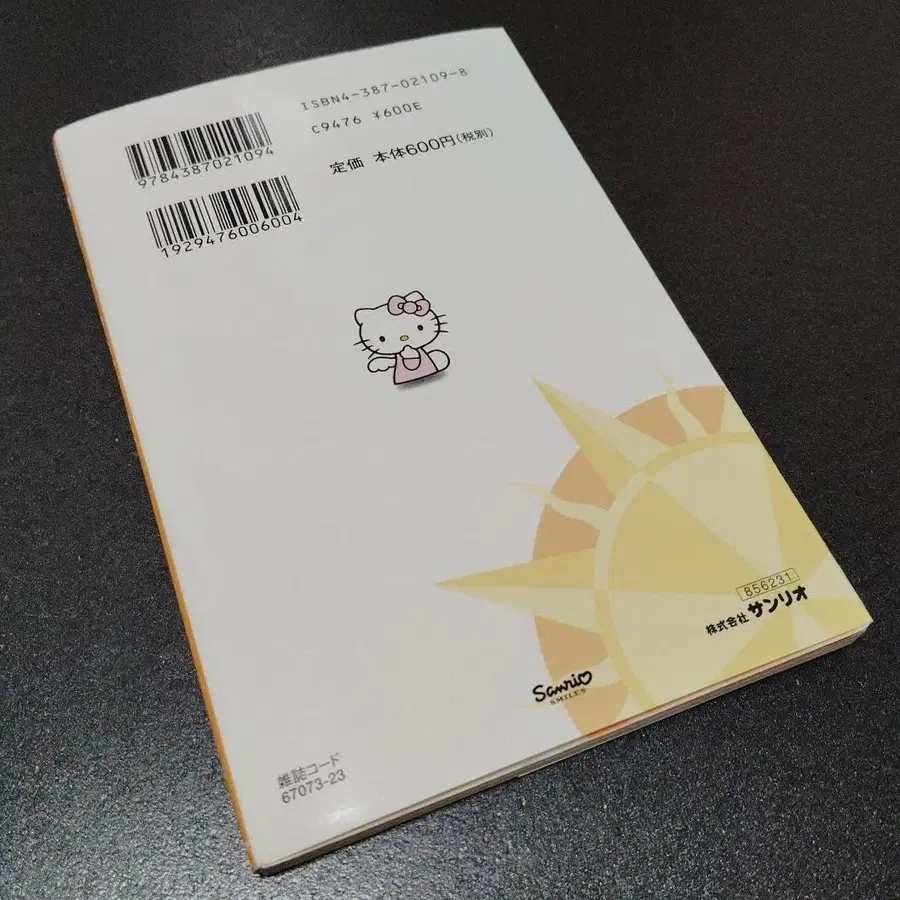 ISBN4-387-02109-8
C9476 ¥600E
定価 本体600円(税別)
9784387021094
1929476006004
856231
株式会社サンリオ
Sanrio
SMILES
雑誌コード
67073-23